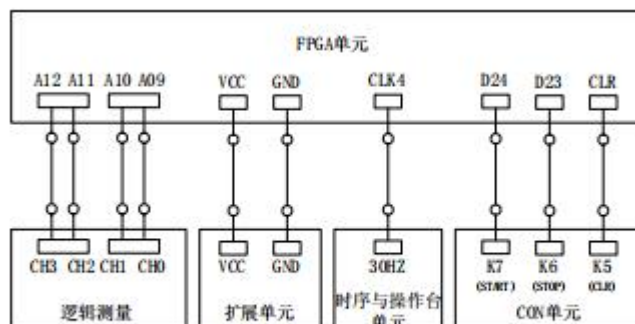 FPGA单元
A12 A11 A10 A09 VCC GND CLK4 D24 D23 CLR
CH3 CH2 CH1 CH0 VCC GND 30HZ K7 K6 K5
(START) (STOP) (CLR)
逻辑测量 扩展单元 时序与操作台 CON单元
单元